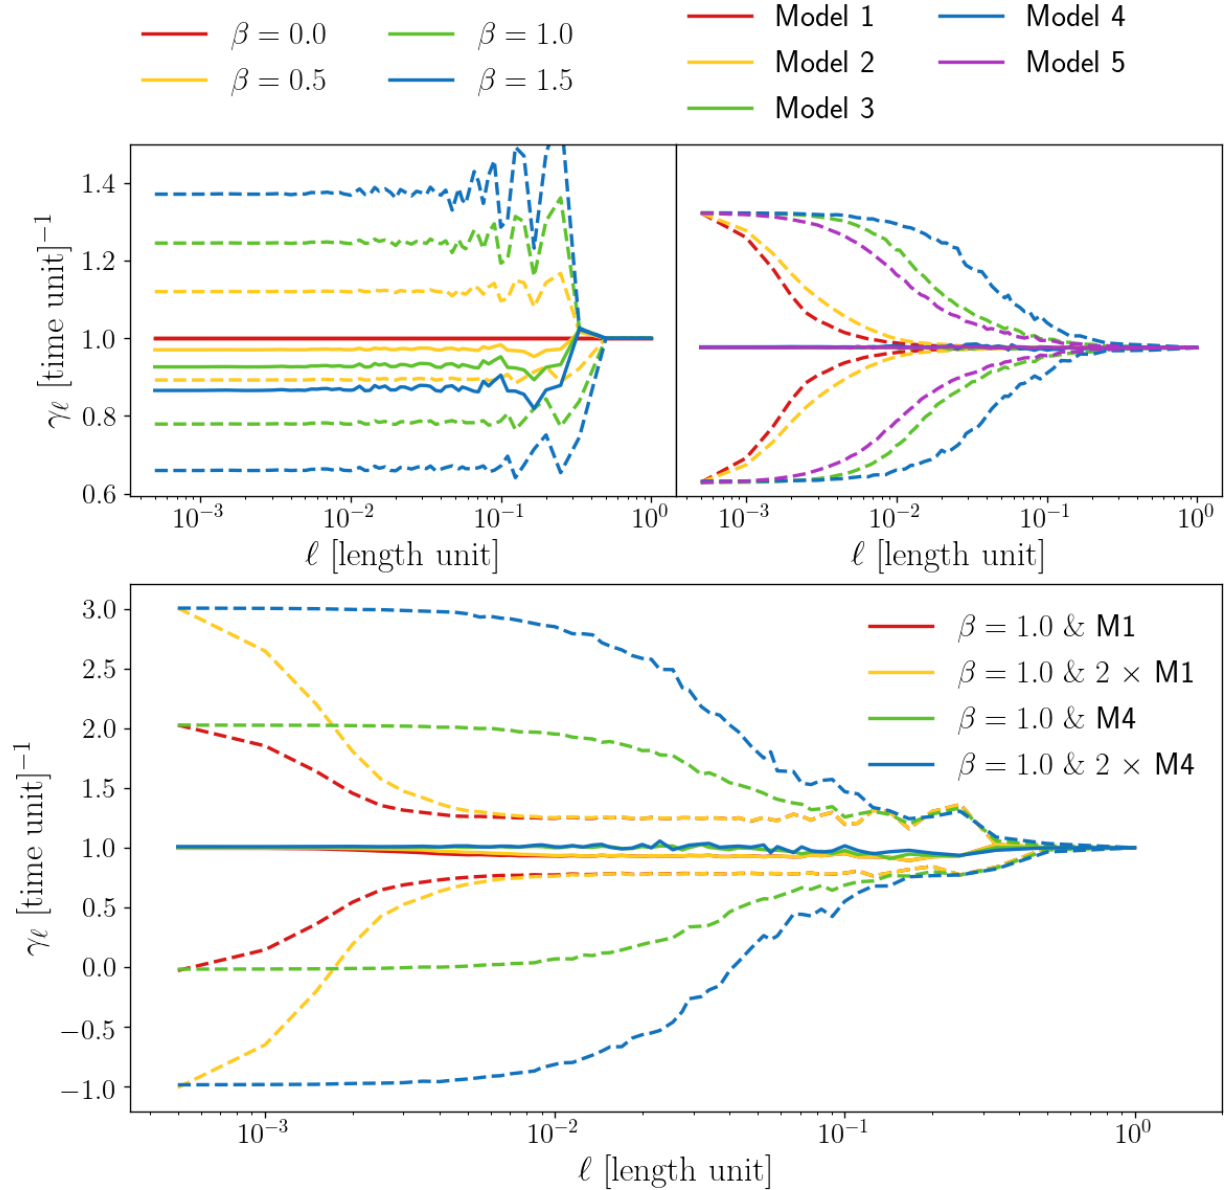 β = 0.0
β = 0.5
β = 1.0
β = 1.5
Model 1
Model 2
Model 3
Model 4
Model 5
γℓ [time unit]⁻¹
1.4
1.2
1.0
0.8
0.6
10⁻³ 10⁻² 10⁻¹ 10⁰
ℓ [length unit]
10⁻³ 10⁻² 10⁻¹ 10⁰
ℓ [length unit]
γℓ [time unit]⁻¹
3.0
2.5
2.0
1.5
1.0
0.5
0.0
−0.5
−1.0
β = 1.0 & M1
β = 1.0 & 2 × M1
β = 1.0 & M4
β = 1.0 & 2 × M4
10⁻³ 10⁻² 10⁻¹ 10⁰
ℓ [length unit]